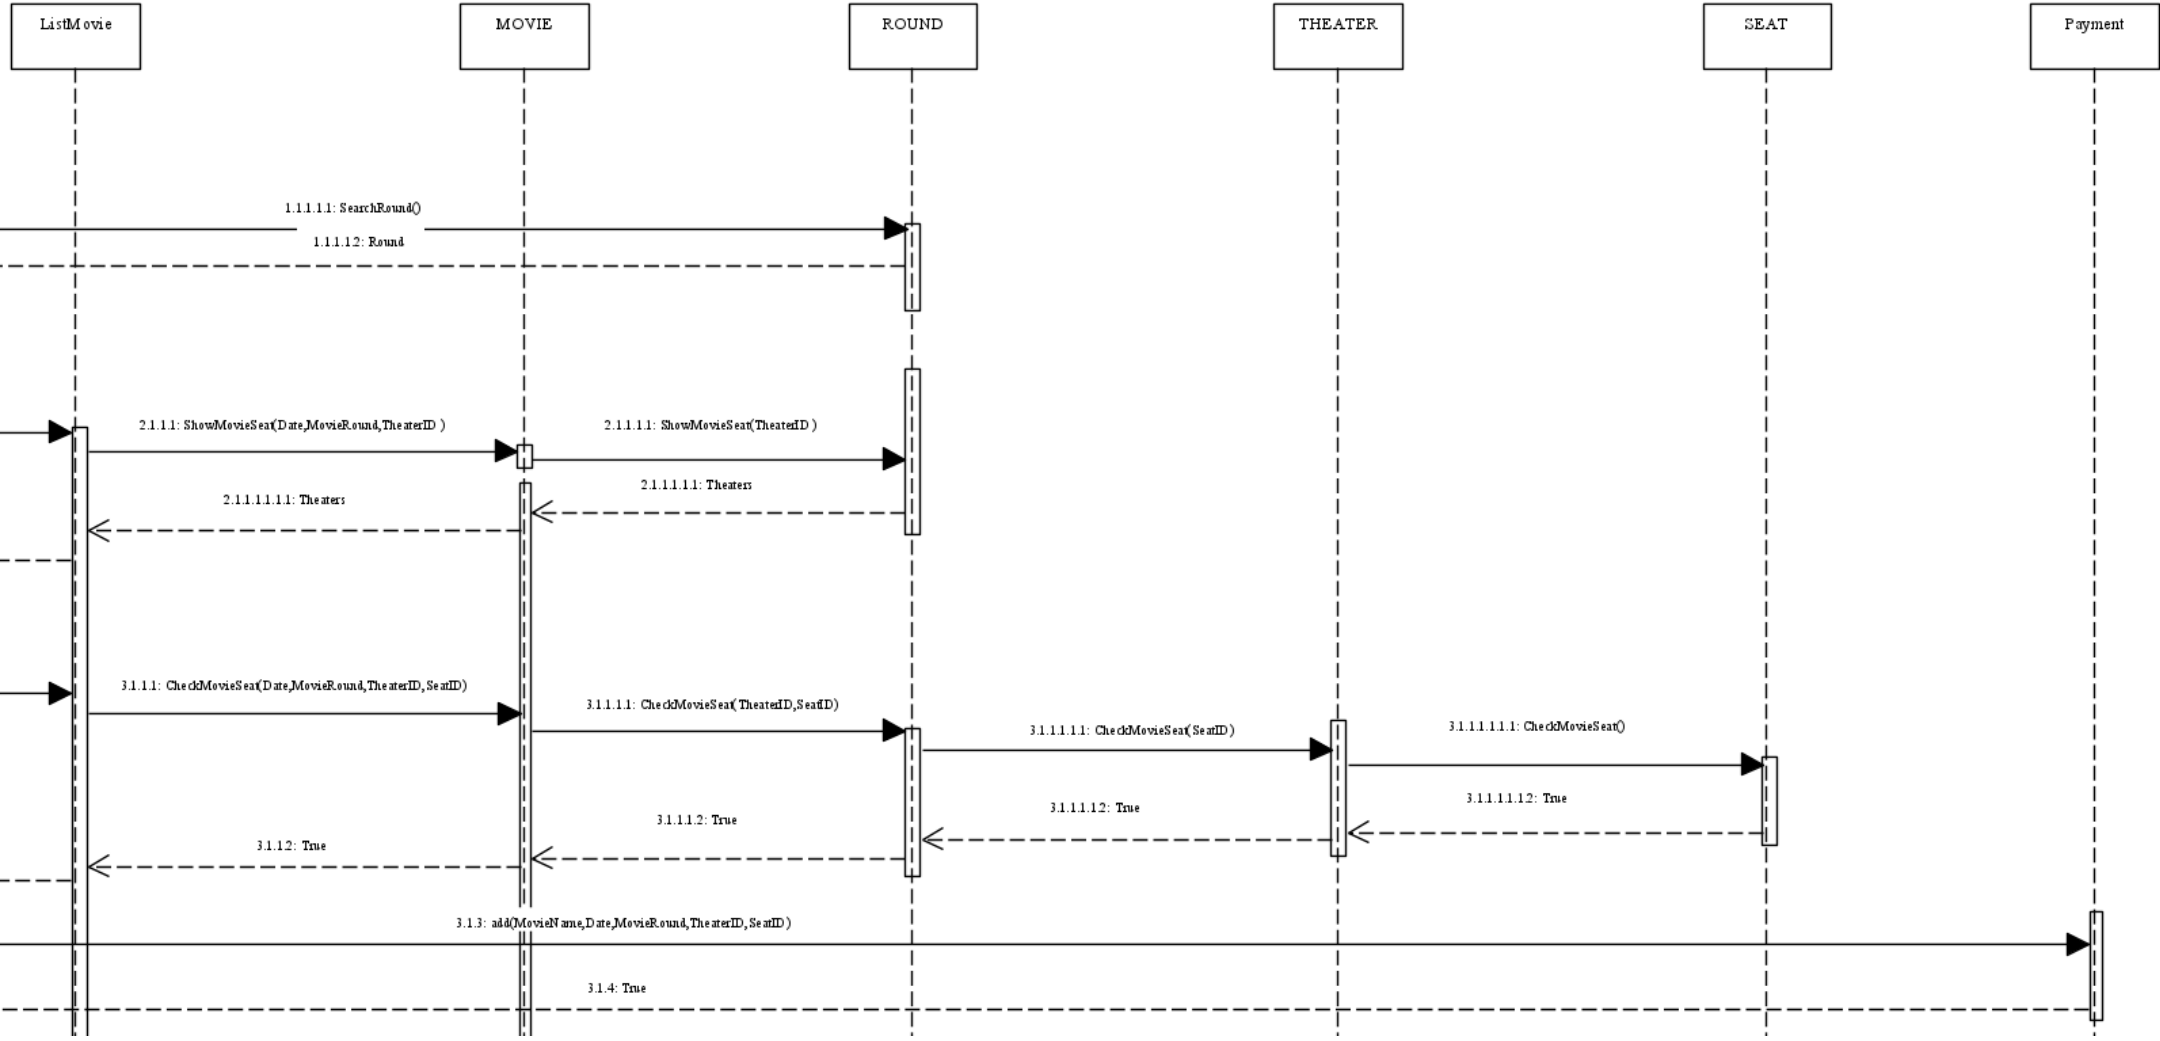 ListMovie
MOVIE
ROUND
THEATER
SEAT
Payment
1.1.1.1.1: SearchRound()
1.1.1.1.2: Round
2.1.1.1: ShowMovieSeat(Date,MovieRound,TheaterID )
2.1.1.1.1: ShowMovieSeat(TheaterID )
2.1.1.1.1.1: Theaters
2.1.1.1.1.1.1: Theaters
3.1.1.1: CheckMovieSeat(Date,MovieRound,TheaterID,SeatID)
3.1.1.1.1: CheckMovieSeat(TheaterID,SeatID)
3.1.1.1.1.1: CheckMovieSeat(SeatID )
3.1.1.1.1.1.1: CheckMovieSeat()
3.1.1.1.1.1.2: True
3.1.1.1.1.2: True
3.1.1.1.2: True
3.1.1.2: True
3.1.3: add(MovieName,Date,MovieRound,TheaterID,SeatID )
3.1.4: True